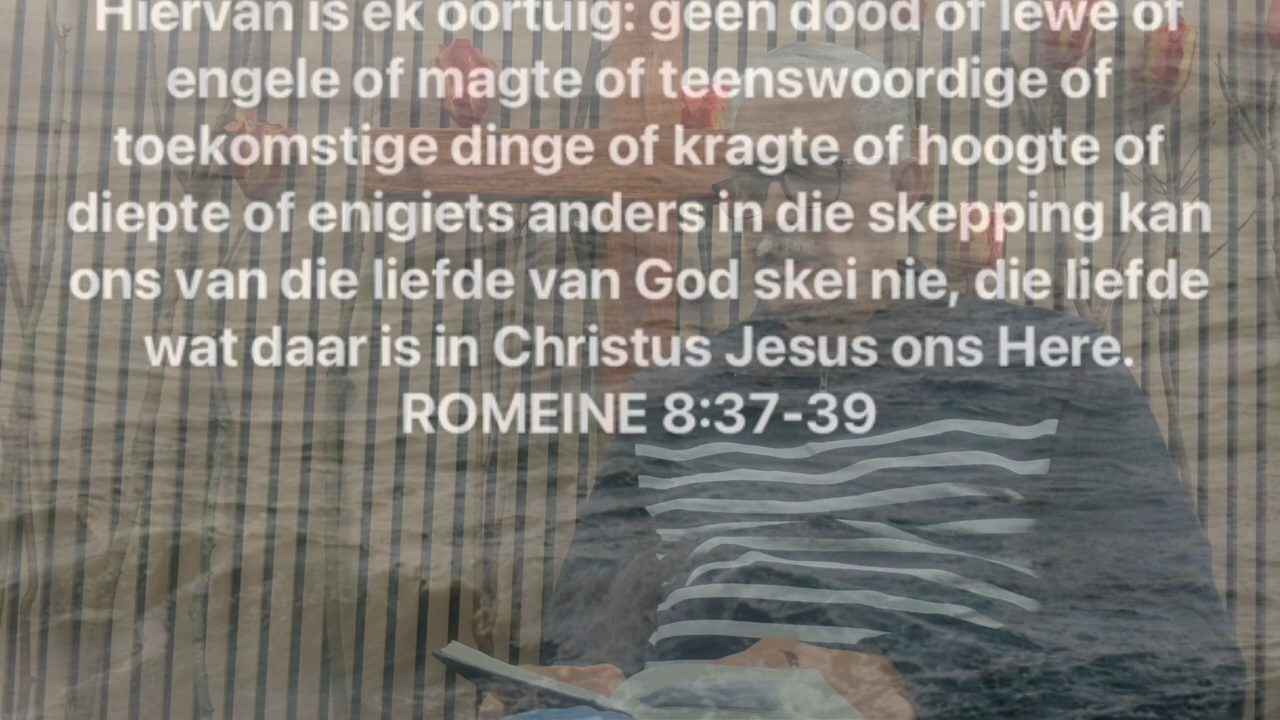 Hiervan is ek oortuig: geen dood of lewe of
engele of magte of teenswoordige of
toekomstige dinge of kragte of hoogte of
diepte of enigiets anders in die skepping kan
ons van die liefde van God skei nie, die liefde
wat daar is in Christus Jesus ons Here.
ROMEINE 8:37-39